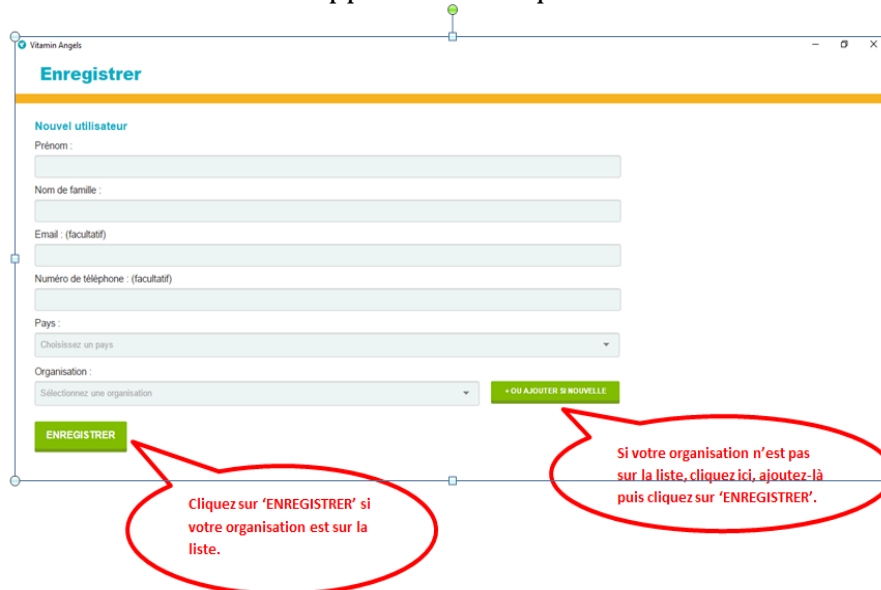 Vitamin Angels
Enregistrer
Nouvel utilisateur
Prénom :
Nom de famille :
Email : (facultatif)
Numéro de téléphone : (facultatif)
Pays :
Choisissez un pays
Organisation :
Sélectionnez une organisation
+ OU AJOUTER SI NOUVELLE
ENREGISTRER
Si votre organisation n’est pas
sur la liste, cliquez ici, ajoutez-là
puis cliquez sur ‘ENREGISTRER’.
Cliquez sur ‘ENREGISTRER’ si
votre organisation est sur la
liste.